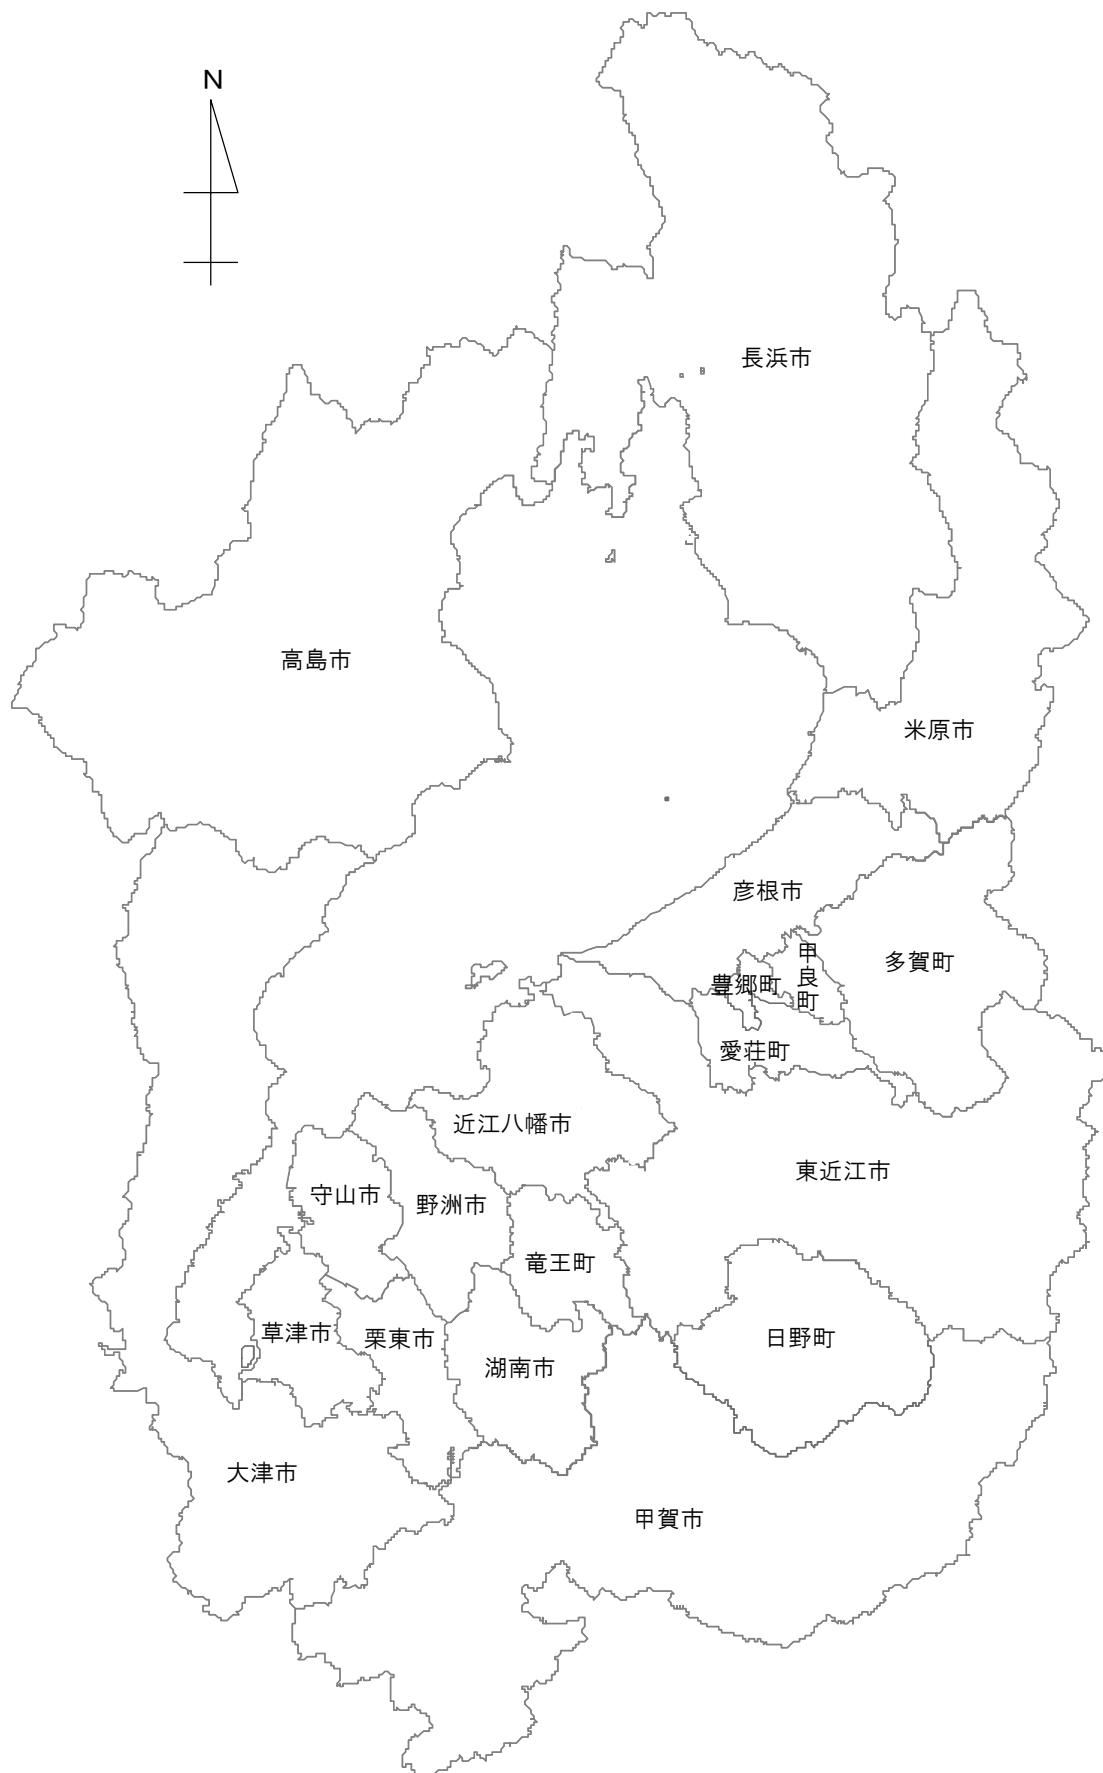 N
長浜市
高島市
米原市
彦根市
甲良町
多賀町
豊郷町
愛荘町
近江八幡市
東近江市
守山市
野洲市
竜王町
草津市
栗東市
日野町
湖南市
大津市
甲賀市